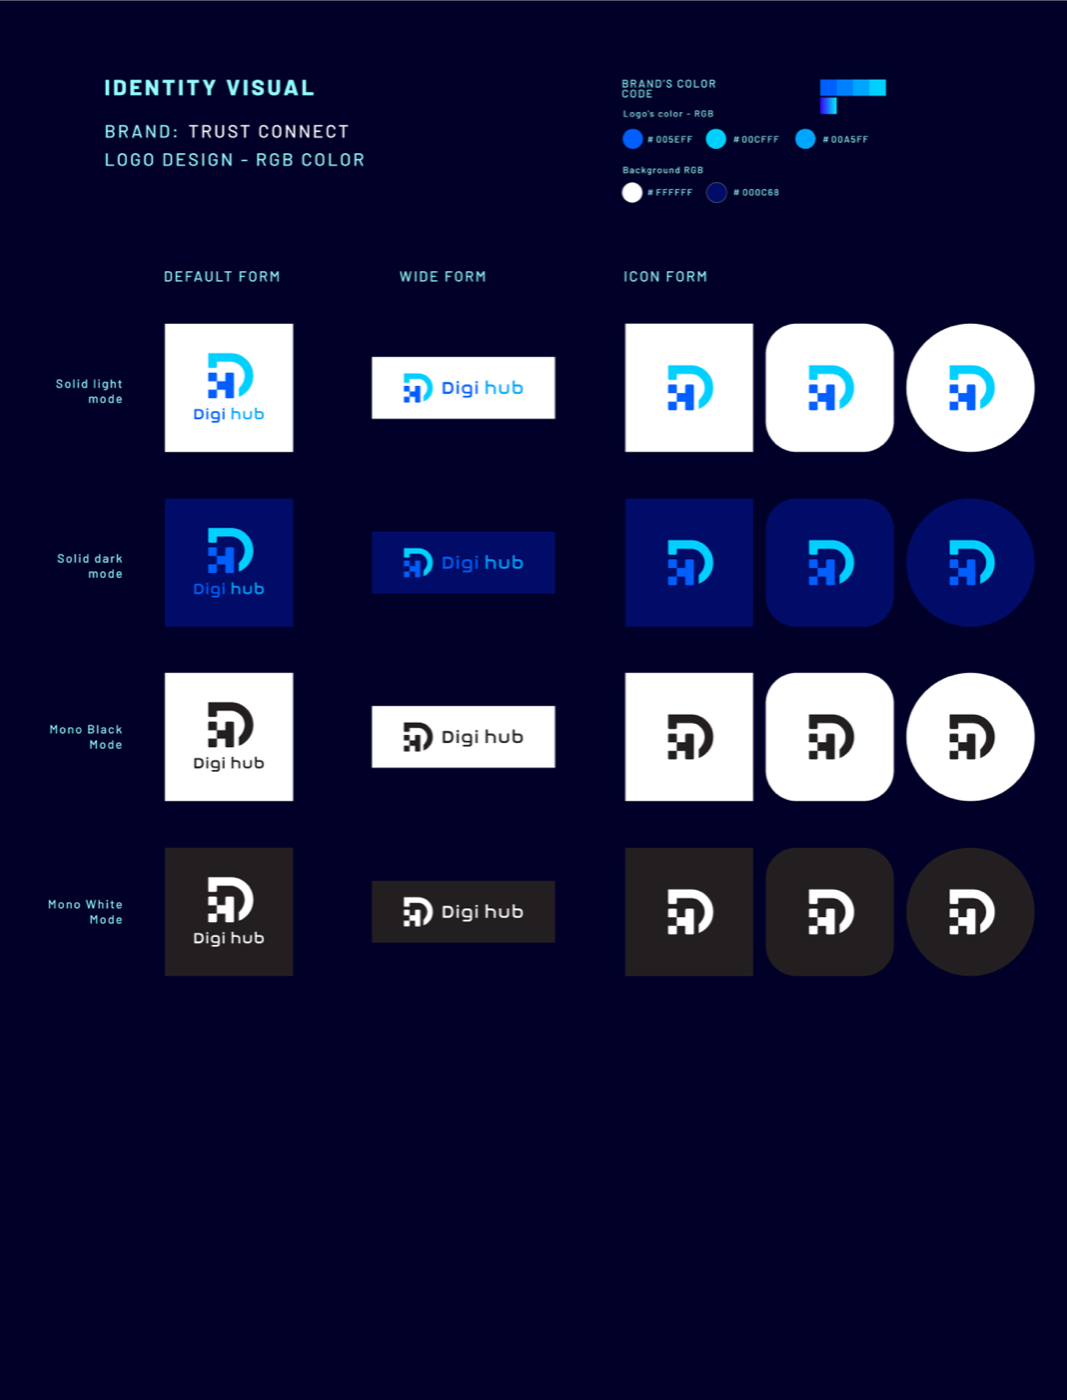 IDENTITY VISUAL
BRAND: TRUST CONNECT
LOGO DESIGN - RGB COLOR
BRAND'S COLOR
CODE
Logo's color - RGB
# 005EFF # 00CFFF # 00A5FF
Background RGB
# FFFFFF # 000C68
DEFAULT FORM WIDE FORM ICON FORM
Solid light
mode
Digi hub
Digi hub
Solid dark
mode
Digi hub
Digi hub
Mono Black
Mode
Digi hub
Digi hub
Mono White
Mode
Digi hub
Digi hub